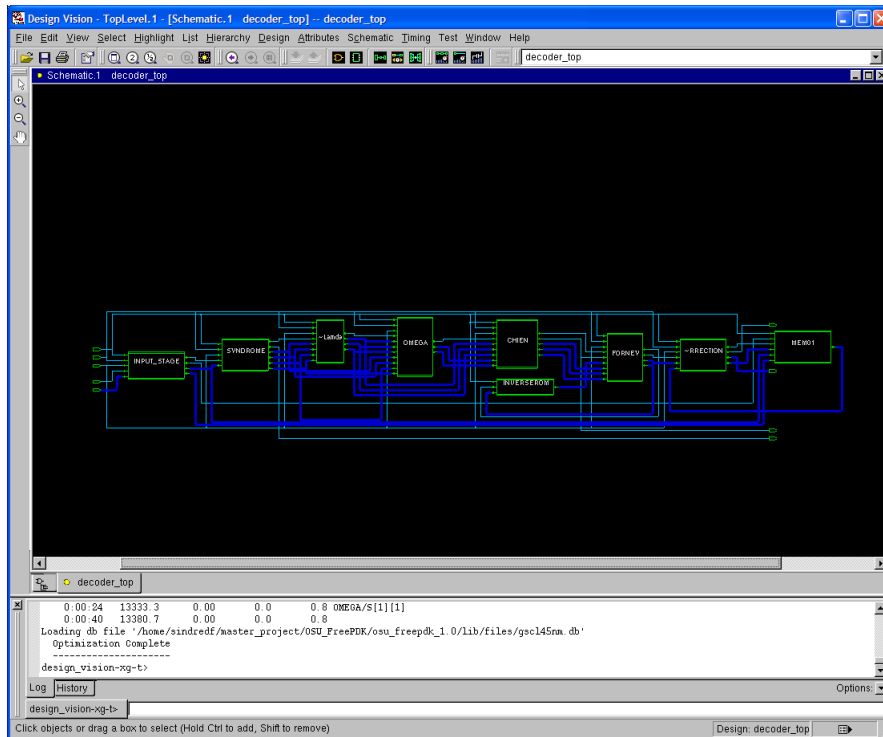 Design Vision - TopLevel.1 - [Schematic.1 decoder_top] -- decoder_top
File Edit View Select Highlight List Hierarchy Design Attributes Schematic Timing Test Window Help
decoder_top
Schematic.1 decoder_top
INPUT_STAGE
SYNDROME
~Lamda
OMEGA
CHIEN
INVERSEROM
FORNEY
~RRECTION
MEM01
decoder_top
0:00:24 13333.3 0.00 0.0 0.8 OMEGA/S[1][1]
0:00:40 13380.7 0.00 0.0 0.8
Loading db file '/home/sindredf/master_project/OSU_FreePDK/osu_freepdk_1.0/lib/files/gscl45nm.db'
Optimization Complete
---------------------
design_vision-xg-t>
Log History Options:
design_vision-xg-t>
Click objects or drag a box to select (Hold Ctrl to add, Shift to remove) Design: decoder_top